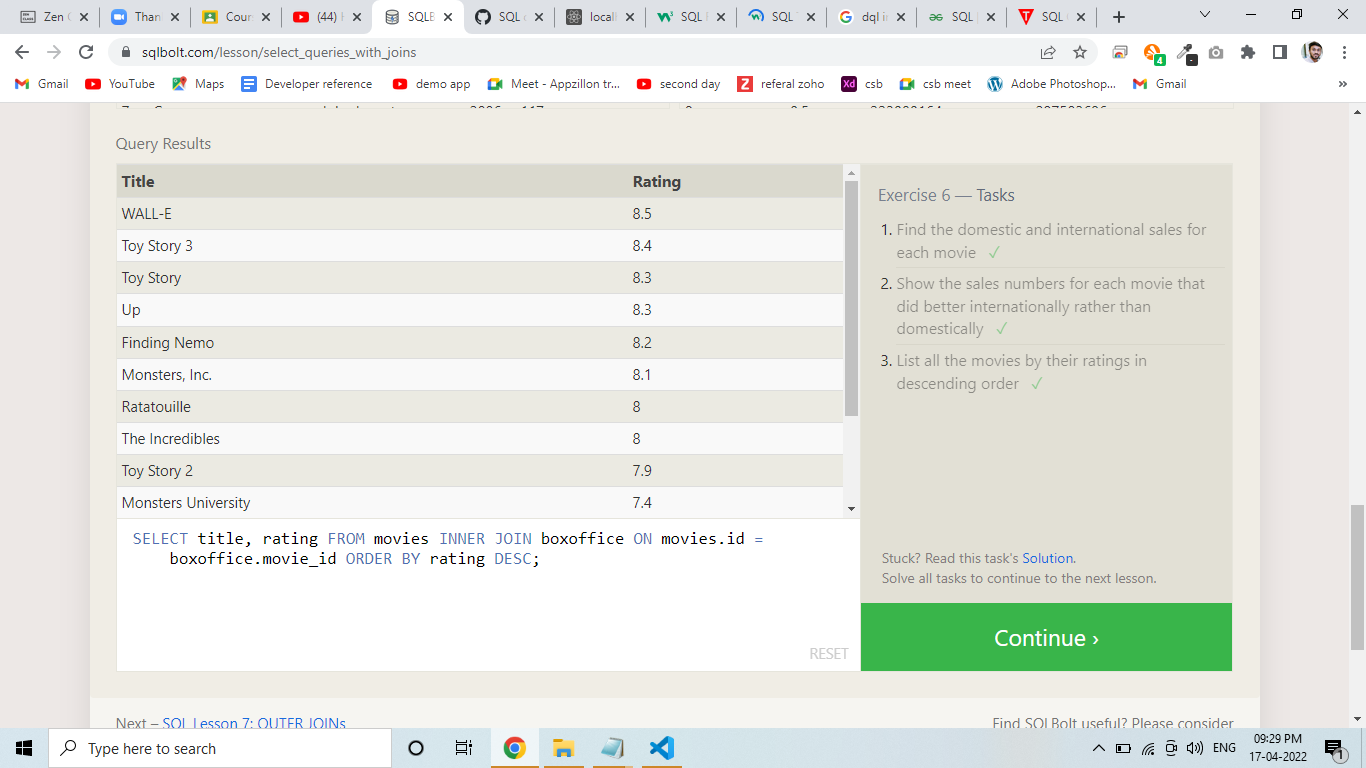 Zen
Than
Cour
(44)
SQLB
SQL
locall
SQL
SQL
dql in
SQL
SQL
sqlbolt.com/lesson/select_queries_with_joins
4
Gmail YouTube Maps Developer reference demo app Meet - Appzillon tr... second day referal zoho csb csb meet Adobe Photoshop... Gmail »
Query Results
Title Rating
WALL-E 8.5
Toy Story 3 8.4
Toy Story 8.3
Up 8.3
Finding Nemo 8.2
Monsters, Inc. 8.1
Ratatouille 8
The Incredibles 8
Toy Story 2 7.9
Monsters University 7.4
SELECT title, rating FROM movies INNER JOIN boxoffice ON movies.id =
boxoffice.movie_id ORDER BY rating DESC;
RESET
Exercise 6 — Tasks
1. Find the domestic and international sales for
each movie ✓
2. Show the sales numbers for each movie that
did better internationally rather than
domestically ✓
3. List all the movies by their ratings in
descending order ✓
Stuck? Read this task's Solution.
Solve all tasks to continue to the next lesson.
Continue ›
Next – SQL Lesson 7: OUTER JOINs
Find SQLBolt useful? Please consider
Type here to search
ENG
09:29 PM
17-04-2022
1